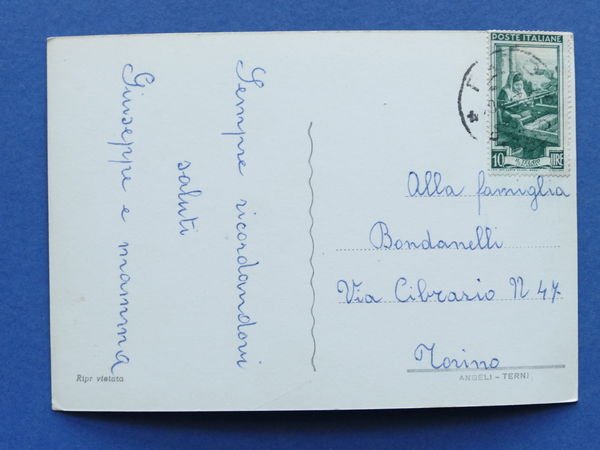 Sempre ricordandovi
saluti
Giuseppe e mamma
Ripr vietata
POSTE ITALIANE
10 LIRE
Alla famiglia
Bondanelli
Via Cibrario N 47
Torino
ANGELI - TERNI